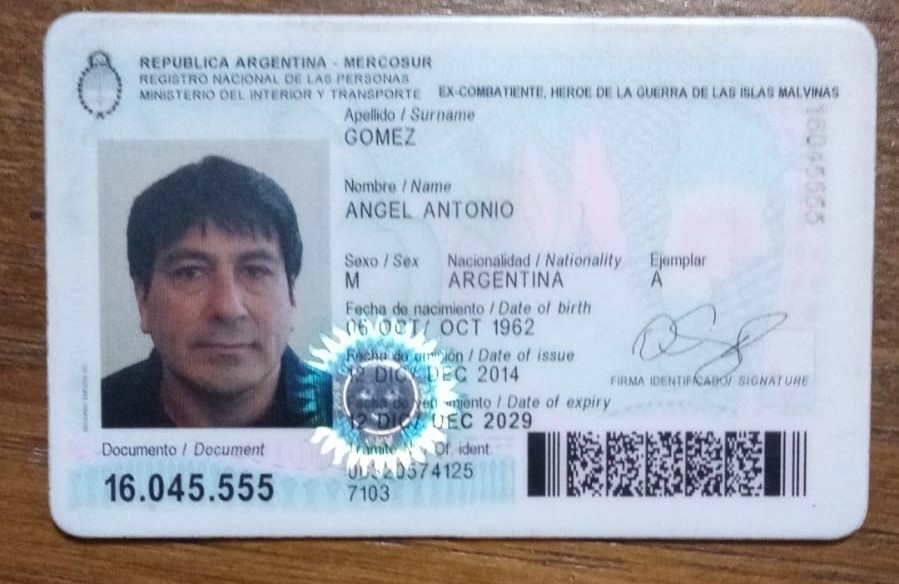 REPUBLICA ARGENTINA - MERCOSUR
REGISTRO NACIONAL DE LAS PERSONAS
MINISTERIO DEL INTERIOR Y TRANSPORTE
EX-COMBATIENTE, HEROE DE LA GUERRA DE LAS ISLAS MALVINAS
Apellido / Surname
GOMEZ
Nombre / Name
ANGEL ANTONIO
Sexo / Sex
Nacionalidad / Nationality
Ejemplar
M
ARGENTINA
A
Fecha de nacimiento / Date of birth
06 OCT/ OCT 1962
Fecha de emisión / Date of issue
12 DIC/ DEC 2014
FIRMA IDENTIFICADO/ SIGNATURE
Fecha de vencimiento / Date of expiry
12 DIC/ DEC 2029
Documento / Document
Of. ident.
16.045.555
7103
16045555